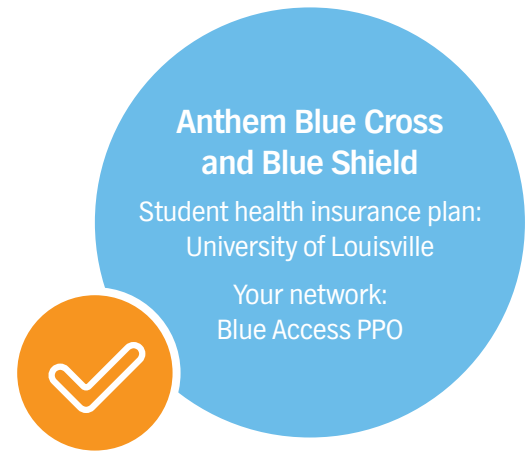 Anthem Blue Cross
and Blue Shield
Student health insurance plan:
University of Louisville
Your network:
Blue Access PPO